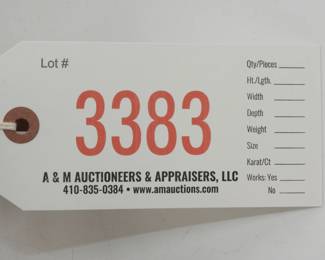 Lot #
3383
A & M AUCTIONEERS & APPRAISERS, LLC
410-835-0384 • www.amauctions.com
Qty/Pieces
Ht./Lgth.
Width
Depth
Weight
Size
Karat/Ct
Works: Yes
No